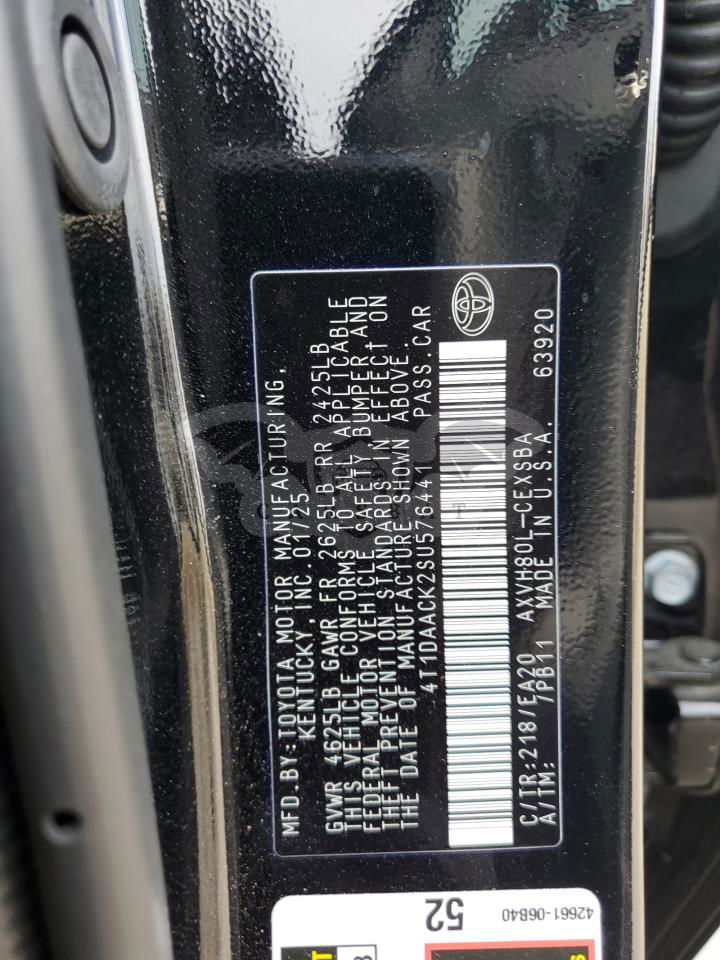 MFD.BY:TOYOTA MOTOR MANUFACTURING,
KENTUCKY,INC.01/25
GVWR 4625LB GAWR FR 2625LB RR 2425LB
THIS VEHICLE CONFORMS TO ALL APPLICABLE
FEDERAL MOTOR VEHICLE SAFETY,BUMPER,AND
THEFT PREVENTION STANDARDS IN EFFECT ON
THE DATE OF MANUFACTURE SHOWN ABOVE.
4T1DAACK2SU576441 PASS.CAR
C/TR:218/EA20 AXVH80L-CEXSBA 63920
A/TM: /PB11 MADE IN U.S.A.
52
42661-06B40